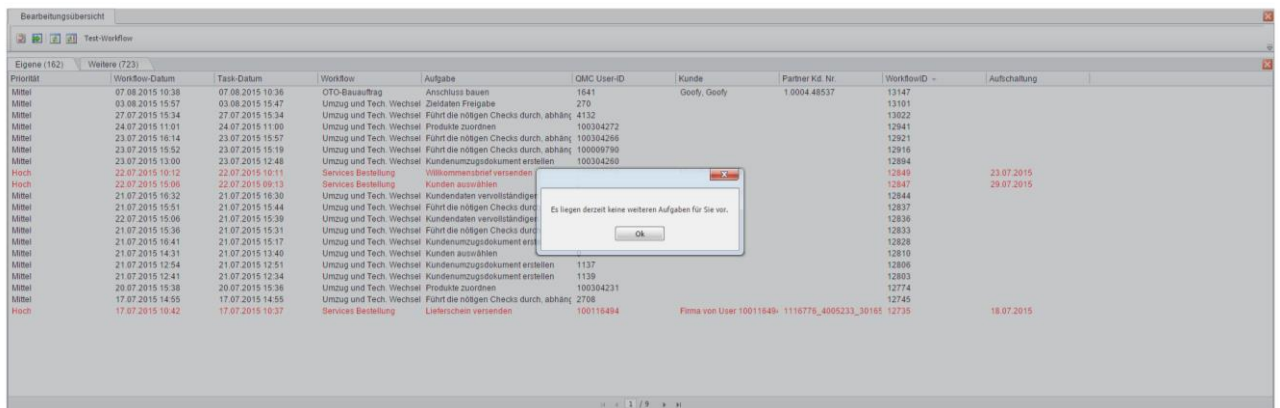 Bearbeitungsübersicht
Test-Workflow
Eigene (162) Weitere (723)
Priorität Workflow-Datum Task-Datum Workflow Aufgabe QMC User-ID Kunde Partner Kd. Nr. WorkflowID Aufschaltung
Mittel 07.08.2015 10:38 07.08.2015 10:36 OTO-Bauauftrag Anschluss bauen 1641 Goofy, Goofy 1.0004.48537 13147
Mittel 03.08.2015 15:57 03.08.2015 15:47 Umzug und Tech. Wechsel Zieldaten Freigabe 270 13101
Mittel 27.07.2015 15:34 27.07.2015 15:34 Umzug und Tech. Wechsel Führt die nötigen Checks durch, abhäng 4132 13022
Mittel 24.07.2015 11:01 24.07.2015 11:00 Umzug und Tech. Wechsel Produkte zuordnen 100304272 12941
Mittel 23.07.2015 16:14 23.07.2015 15:57 Umzug und Tech. Wechsel Führt die nötigen Checks durch, abhäng 100304266 12921
Mittel 23.07.2015 15:52 23.07.2015 15:19 Umzug und Tech. Wechsel Führt die nötigen Checks durch, abhäng 100009790 12916
Mittel 23.07.2015 13:00 23.07.2015 12:48 Umzug und Tech. Wechsel Kundenumzugsdokument erstellen 100304260 12894
Hoch 22.07.2015 10:12 22.07.2015 10:11 Services Bestellung Willkommensbrief versenden 12849 23.07.2015
Hoch 22.07.2015 15:06 22.07.2015 09:13 Services Bestellung Kunden auswählen 12847 29.07.2015
Mittel 21.07.2015 16:32 21.07.2015 16:30 Umzug und Tech. Wechsel Kundendaten vervollständigen 12844
Mittel 21.07.2015 15:51 21.07.2015 15:44 Umzug und Tech. Wechsel Führt die nötigen Checks durc 12837
Mittel 22.07.2015 15:06 21.07.2015 15:39 Umzug und Tech. Wechsel Kundendaten vervollständigen 12836
Mittel 21.07.2015 15:36 21.07.2015 15:31 Umzug und Tech. Wechsel Führt die nötigen Checks durc 12833
Mittel 21.07.2015 16:41 21.07.2015 15:17 Umzug und Tech. Wechsel Kundenumzugsdokument erst 12828
Mittel 21.07.2015 14:31 21.07.2015 13:40 Umzug und Tech. Wechsel Kunden auswählen 0 12810
Mittel 21.07.2015 12:54 21.07.2015 12:51 Umzug und Tech. Wechsel Kundenumzugsdokument erstellen 1137 12806
Mittel 21.07.2015 12:41 21.07.2015 12:34 Umzug und Tech. Wechsel Kundenumzugsdokument erstellen 1139 12803
Mittel 20.07.2015 15:38 20.07.2015 15:36 Umzug und Tech. Wechsel Produkte zuordnen 100304231 12774
Mittel 17.07.2015 14:55 17.07.2015 14:55 Umzug und Tech. Wechsel Führt die nötigen Checks durch, abhäng 2708 12745
Hoch 17.07.2015 10:42 17.07.2015 10:37 Services Bestellung Lieferschein versenden 100116494 Firma von User 10011649 1116776_4005233_30165 12735 18.07.2015
Es liegen derzeit keine weiteren Aufgaben für Sie vor.
Ok
1 / 9